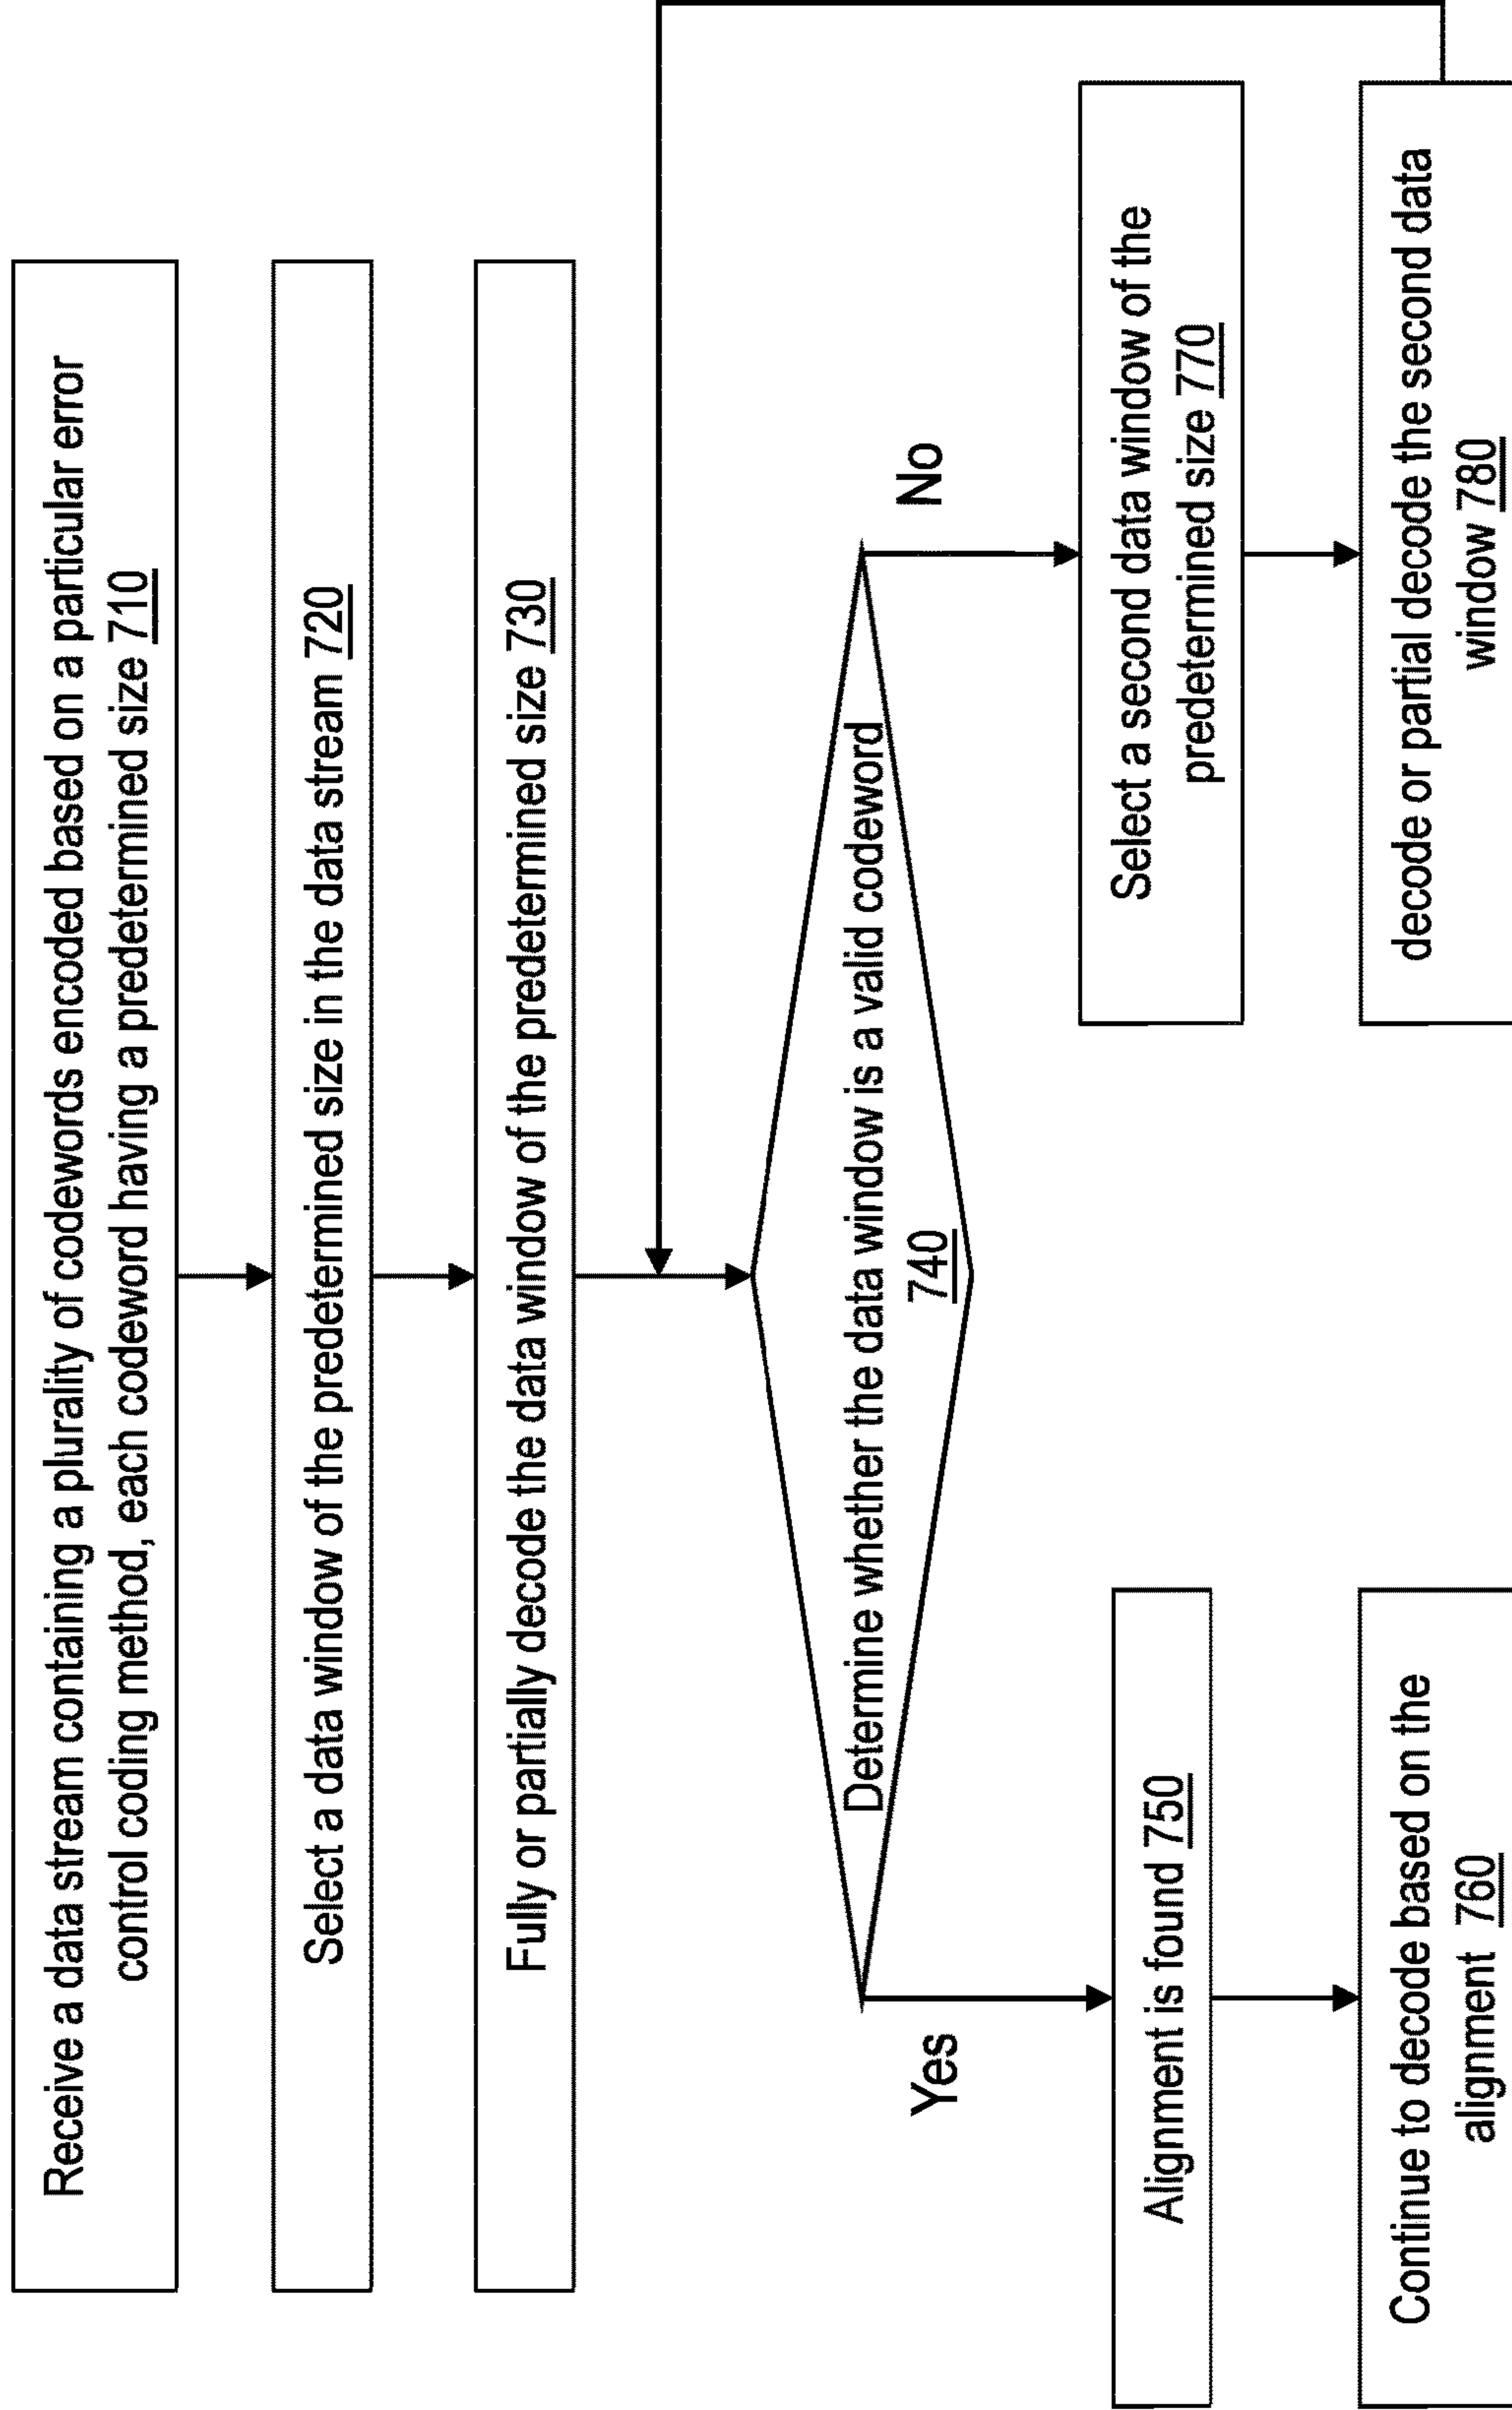 Receive a data stream containing a plurality of codewords encoded based on a particular error
control coding method, each codeword having a predetermined size 710
Select a data window of the predetermined size in the data stream 720
Fully or partially decode the data window of the predetermined size 730
Determine whether the data window is a valid codeword
740
Yes
No
Alignment is found 750
Continue to decode based on the
alignment 760
Select a second data window of the
predetermined size 770
decode or partial decode the second data
window 780